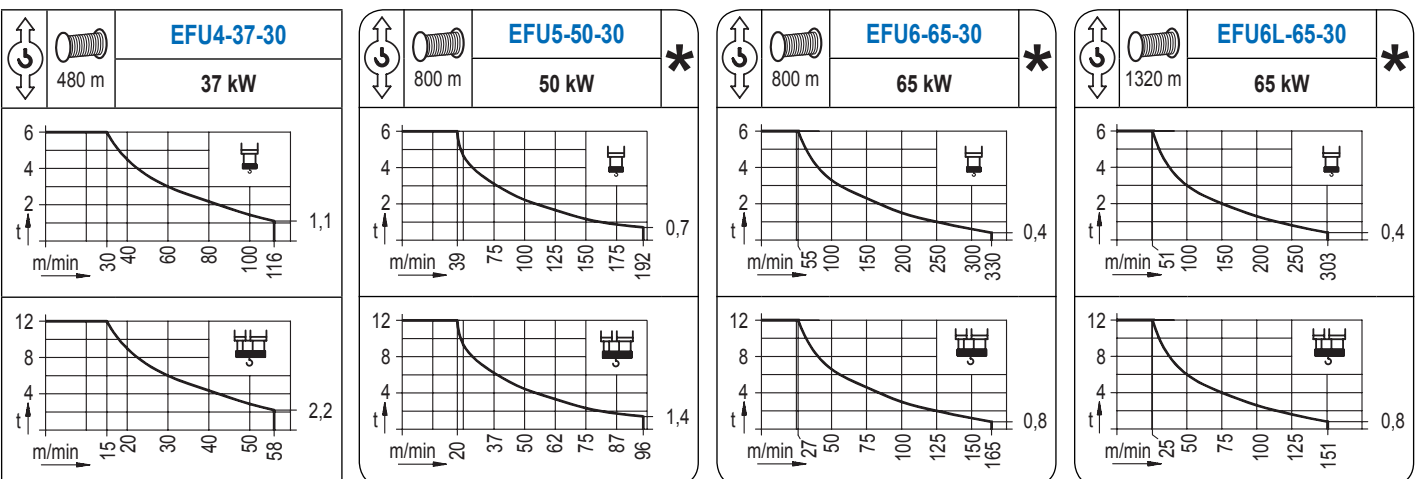 480 m
EFU4-37-30
37 kW
6
4
2
t
1,1
m/min
30 40 60 80 100 116
12
8
4
t
2,2
m/min
15 20 30 40 50 58
800 m
EFU5-50-30
50 kW
*
6
4
2
t
0,7
m/min
39 75 100 125 150 175 192
12
8
4
t
1,4
m/min
20 37 50 62 75 87 96
800 m
EFU6-65-30
65 kW
*
6
4
2
t
0,4
m/min
55 100 150 200 250 300 330
12
8
4
t
0,8
m/min
27 50 75 100 125 150 165
1320 m
EFU6L-65-30
65 kW
*
6
4
2
t
0,4
m/min
51 100 150 200 250 303
12
8
4
t
0,8
m/min
25 50 75 100 125 151